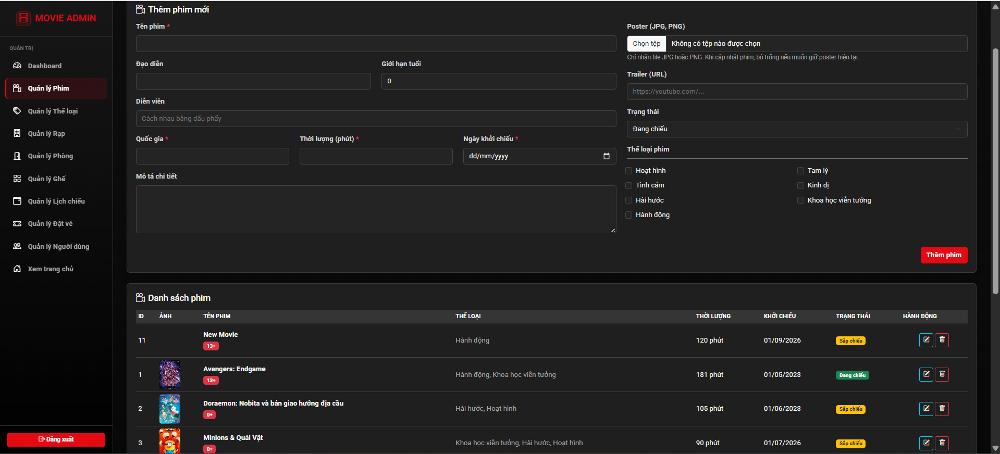 MOVIE ADMIN
QUẢN TRỊ
Dashboard
Quản lý Phim
Quản lý Thể loại
Quản lý Rạp
Quản lý Phòng
Quản lý Ghế
Quản lý Lịch chiếu
Quản lý Đặt vé
Quản lý Người dùng
Xem trang chủ
Đăng xuất
Thêm phim mới
Tên phim *
Đạo diễn
Giới hạn tuổi
0
Diễn viên
Cách nhau bằng dấu phẩy
Quốc gia *
Thời lượng (phút) *
Ngày khởi chiếu *
dd/mm/yyyy
Mô tả chi tiết
Poster (JPG, PNG)
Chọn tệp Không có tệp nào được chọn
Chỉ nhận file JPG hoặc PNG. Khi cập nhật phim, bỏ trống nếu muốn giữ poster hiện tại.
Trailer (URL)
https://youtube.com/...
Trạng thái
Đang chiếu
Thể loại phim
Hoạt hình
Tam lý
Tình cảm
Kinh dị
Hài hước
Khoa học viễn tưởng
Hành động
Thêm phim
Danh sách phim
ID ẢNH TÊN PHIM THỂ LOẠI THỜI LƯỢNG KHỞI CHIẾU TRẠNG THÁI HÀNH ĐỘNG
11 New Movie 13+ Hành động 120 phút 01/09/2026 Sắp chiếu
1 Avengers: Endgame 13+ Hành động, Khoa học viễn tưởng 181 phút 01/05/2023 Đang chiếu
2 Doraemon: Nobita và bản giao hưởng địa cầu 0+ Hài hước, Hoạt hình 105 phút 01/06/2023 Sắp chiếu
3 Minions & Quái Vật 0+ Khoa học viễn tưởng, Hài hước, Hoạt hình 90 phút 01/07/2026 Sắp chiếu